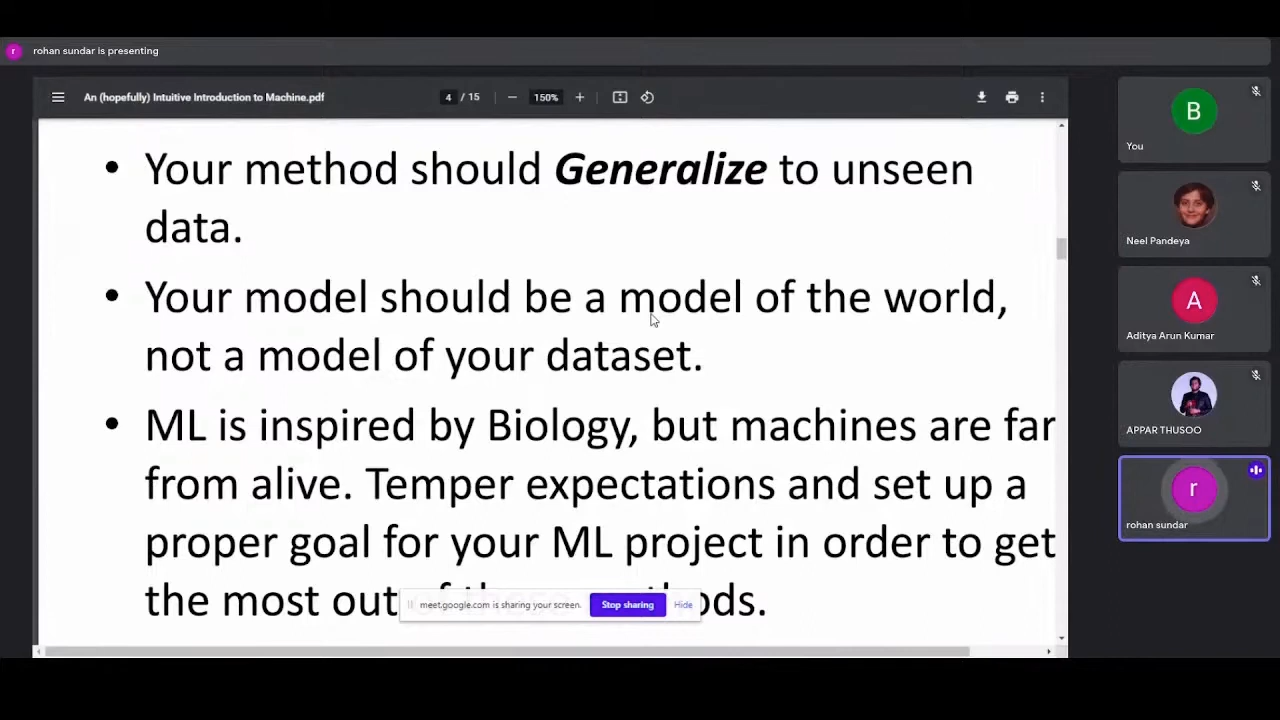 r
rohan sundar is presenting
An (hopefully) Intuitive Introduction to Machine.pdf
4 / 15
150%
• Your method should Generalize to unseen
data.
• Your model should be a model of the world,
not a model of your dataset.
• ML is inspired by Biology, but machines are far
from alive. Temper expectations and set up a
proper goal for your ML project in order to get
the most out
meet.google.com is sharing your screen.
Stop sharing
Hide
B
You
Neel Pandeya
A
Aditya Arun Kumar
APPAR THUSOO
r
rohan sundar